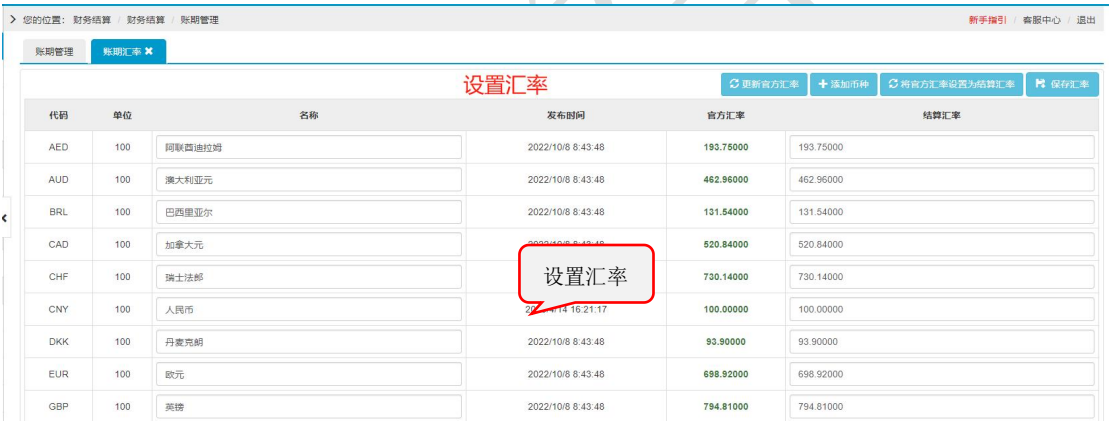 您的位置: 财务结算 / 财务结算 / 账期管理 新手指引 / 客服中心 / 退出
账期管理 账期汇率
设置汇率 更新官方汇率 添加币种 将官方汇率设置为结算汇率 保存汇率
代码 单位 名称 发布时间 官方汇率 结算汇率
AED 100 阿联酋迪拉姆 2022/10/8 8:43:48 193.75000 193.75000
AUD 100 澳大利亚元 2022/10/8 8:43:48 462.96000 462.96000
BRL 100 巴西里亚尔 2022/10/8 8:43:48 131.54000 131.54000
CAD 100 加拿大元 2022/10/8 8:43:48 520.84000 520.84000
CHF 100 瑞士法郎 730.14000 730.14000
设置汇率
CNY 100 人民币 16:21:17 100.00000 100.00000
DKK 100 丹麦克朗 2022/10/8 8:43:48 93.90000 93.90000
EUR 100 欧元 2022/10/8 8:43:48 698.92000 698.92000
GBP 100 英镑 2022/10/8 8:43:48 794.81000 794.81000